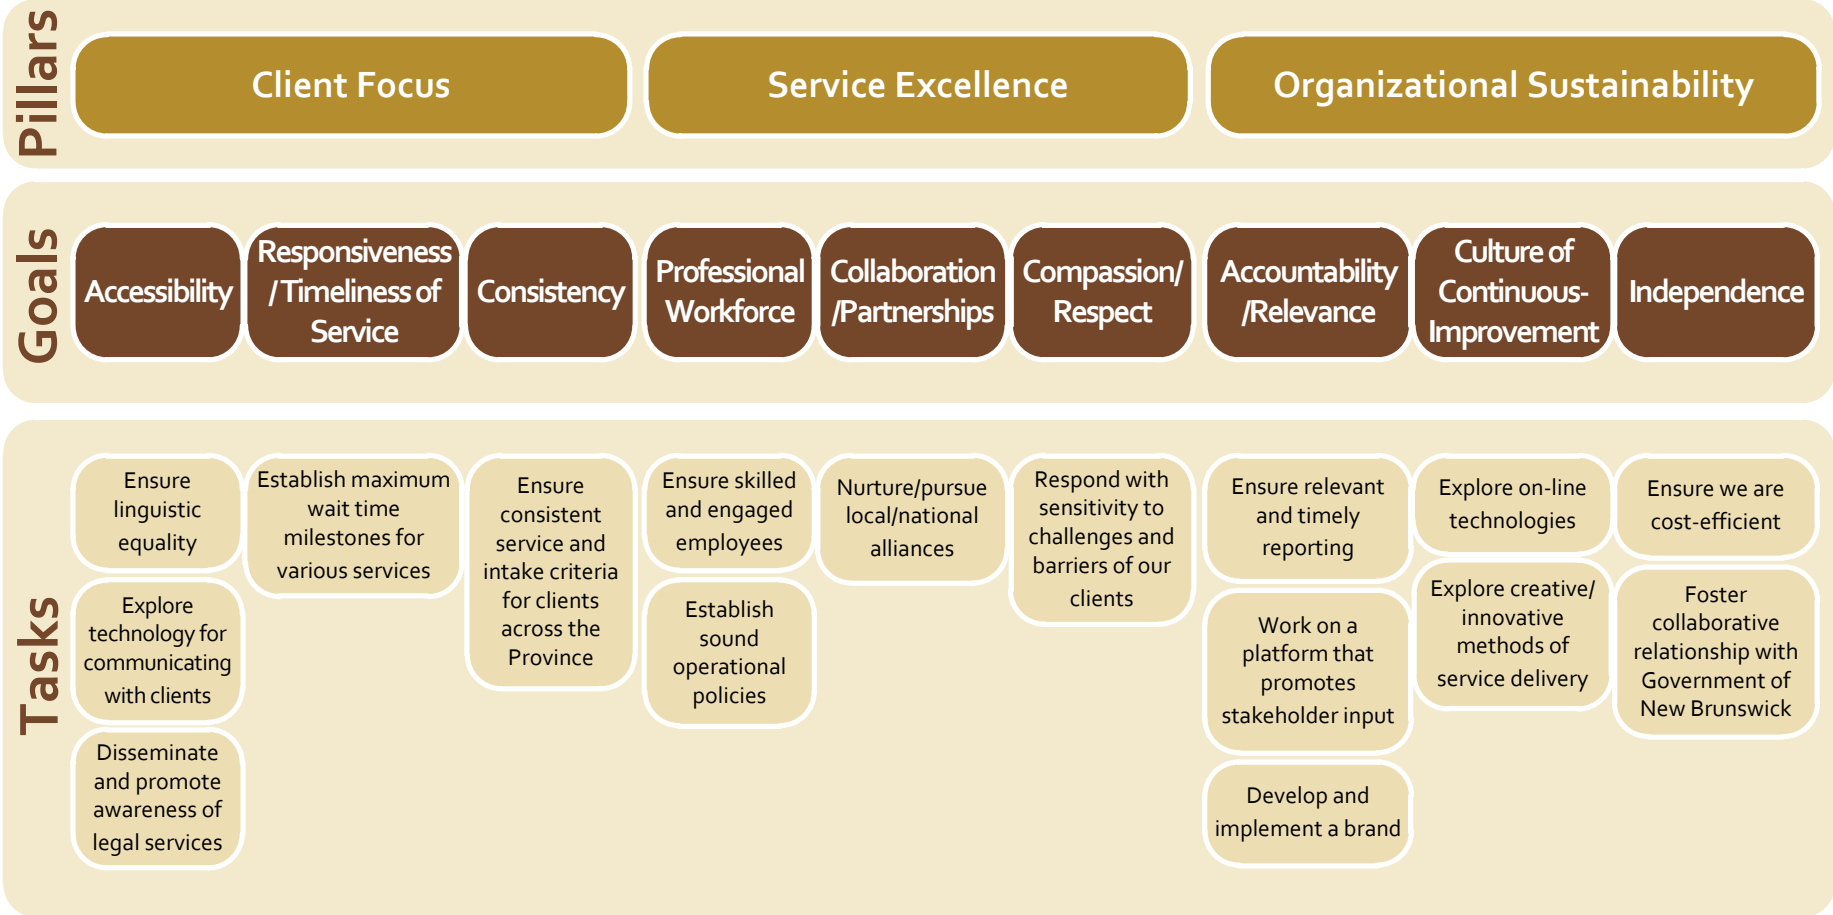 Pillars
Client Focus
Service Excellence
Organizational Sustainability
Goals
Accessibility
Responsiveness
/Timeliness of
Service
Consistency
Professional
Workforce
Collaboration
/Partnerships
Compassion/
Respect
Accountability
/Relevance
Culture of
Continuous-
Improvement
Independence
Tasks
Ensure
linguistic
equality
Explore
technology for
communicating
with clients
Disseminate
and promote
awareness of
legal services
Establish maximum
wait time
milestones for
various services
Ensure
consistent
service and
intake criteria
for clients
across the
Province
Ensure skilled
and engaged
employees
Establish
sound
operational
policies
Nurture/pursue
local/national
alliances
Respond with
sensitivity to
challenges and
barriers of our
clients
Ensure relevant
and timely
reporting
Work on a
platform that
promotes
stakeholder input
Develop and
implement a brand
Explore on-line
technologies
Explore creative/
innovative
methods of
service delivery
Ensure we are
cost-efficient
Foster
collaborative
relationship with
Government of
New Brunswick